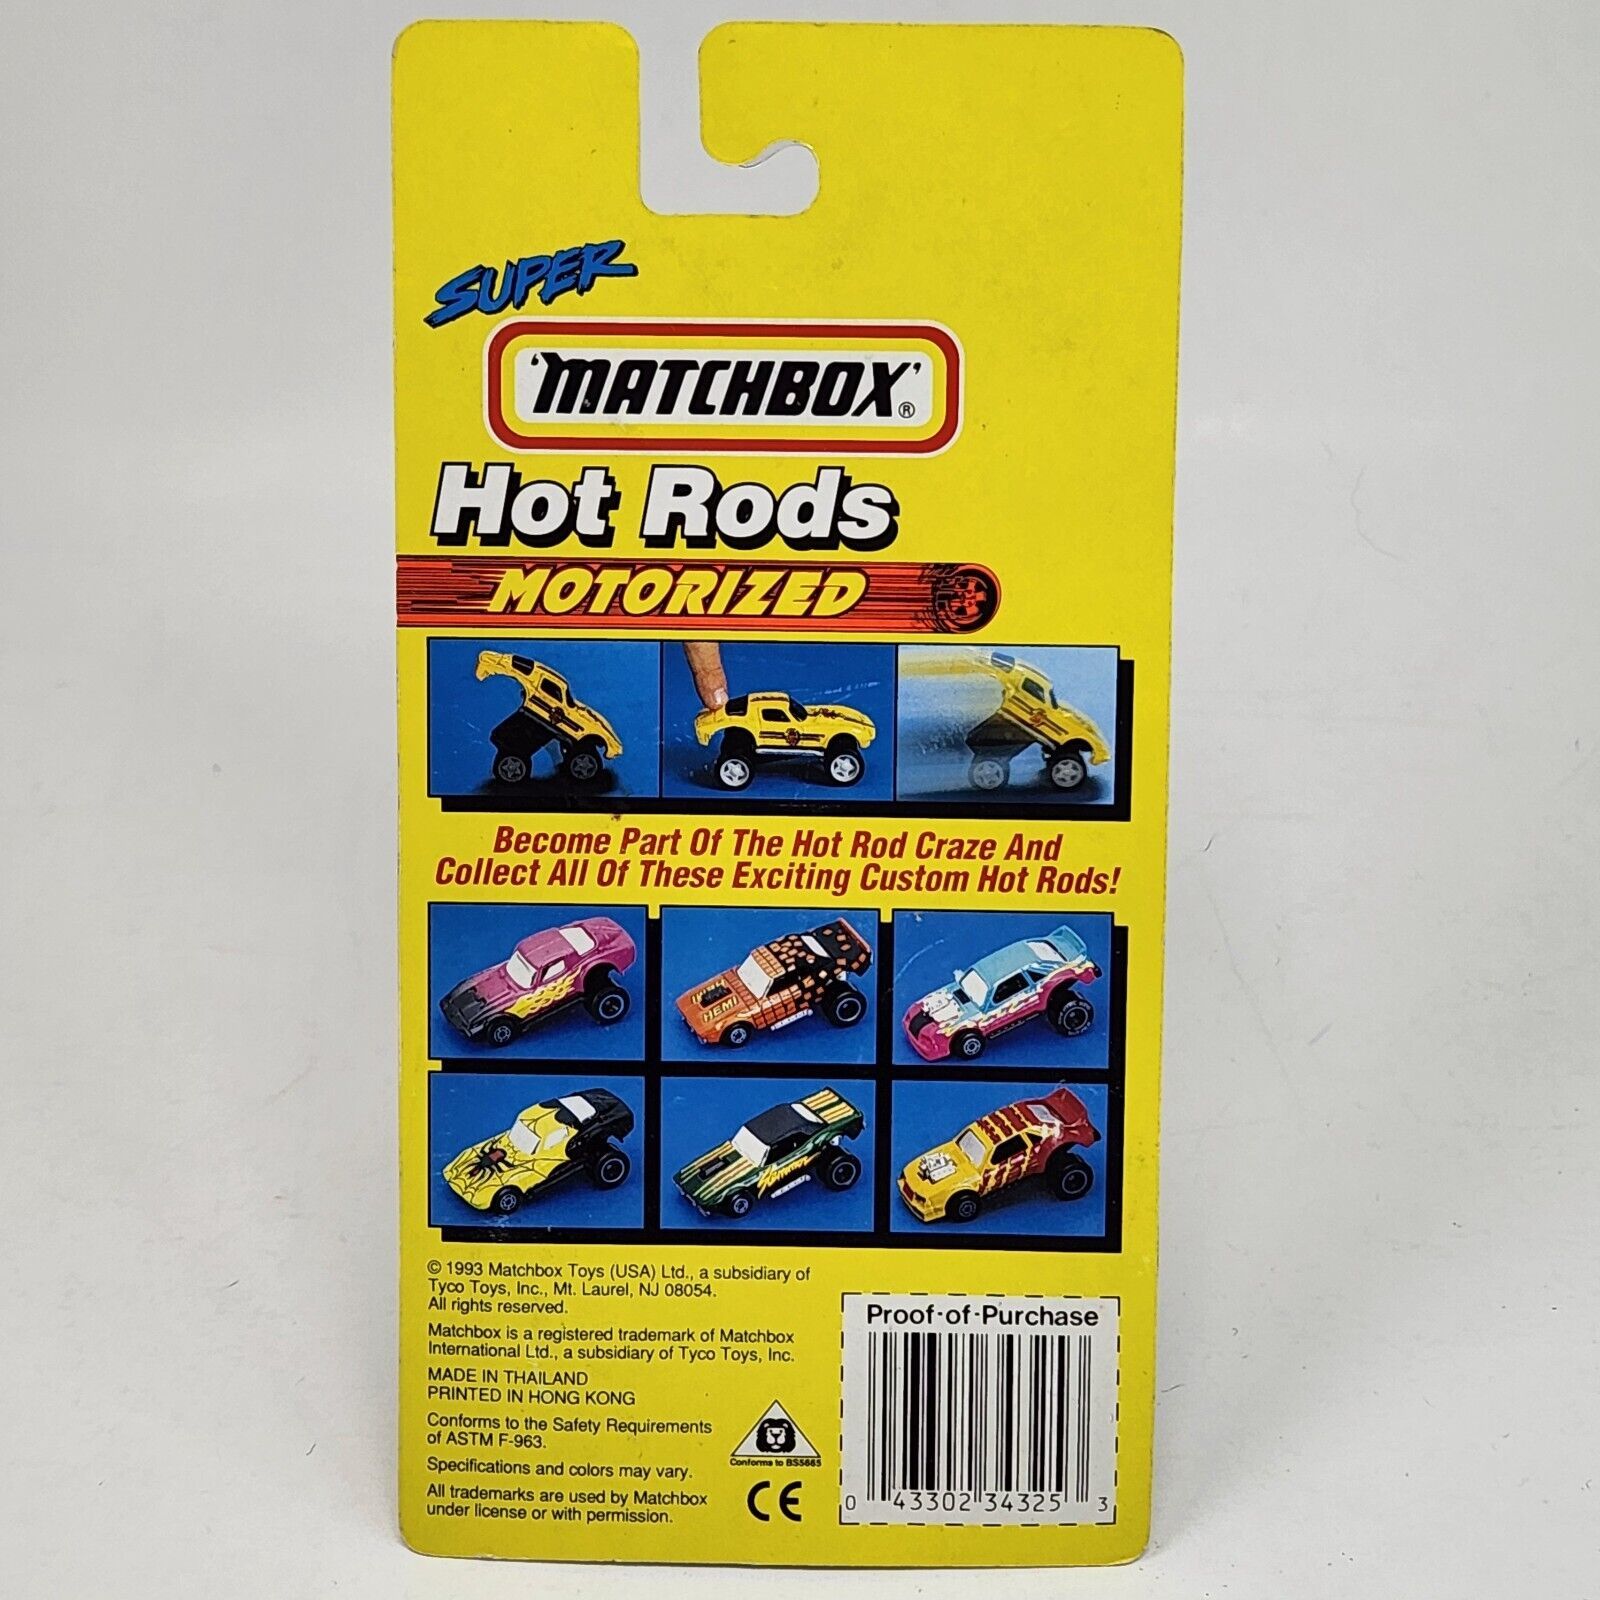 SUPER
'MATCHBOX'®
Hot Rods
MOTORIZED
Become Part Of The Hot Rod Craze And
Collect All Of These Exciting Custom Hot Rods!
HEMI
Slammer
© 1993 Matchbox Toys (USA) Ltd., a subsidiary of
Tyco Toys, Inc., Mt. Laurel, NJ 08054.
All rights reserved.
Matchbox is a registered trademark of Matchbox
International Ltd., a subsidiary of Tyco Toys, Inc.
MADE IN THAILAND
PRINTED IN HONG KONG
Conforms to the Safety Requirements
of ASTM F-963.
Specifications and colors may vary.
All trademarks are used by Matchbox
under license or with permission.
Conforms to BS5665
CE
Proof-of-Purchase
0 43302 34325 3